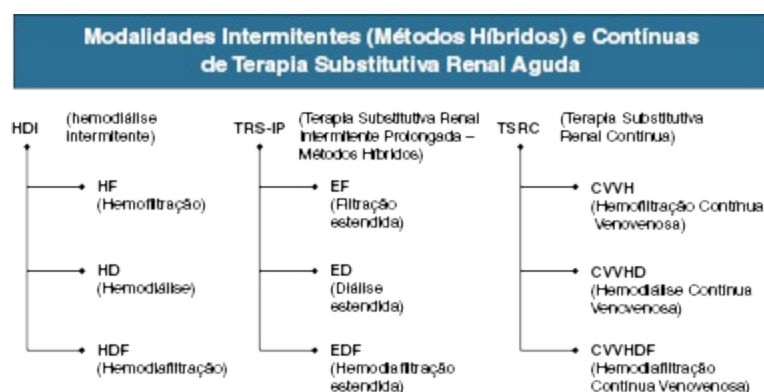 Modalidades Intermitentes (Métodos Híbridos) e Contínuas
de Terapia Substitutiva Renal Aguda
HDI
(hemodiálise
Intermitente)
HF
(Hemofiltração)
HD
(Hemodiálise)
HDF
(Hemodiafiltração)
TRS-IP
(Terapia Substitutiva Renal
Intermitente Prolongada –
Métodos Híbridos)
EF
(Filtração
estendida)
ED
(Diálise
estendida)
EDF
(Hemodiafiltração
estendida)
TSRC
(Terapia Substitutiva
Renal Contínua)
CVVH
(Hemofiltração Contínua
Venovenosa)
CVVHD
(Hemodiálise Contínua
Venovenosa)
CVVHDF
(Hemodiafiltração
Contínua Venovenosa)